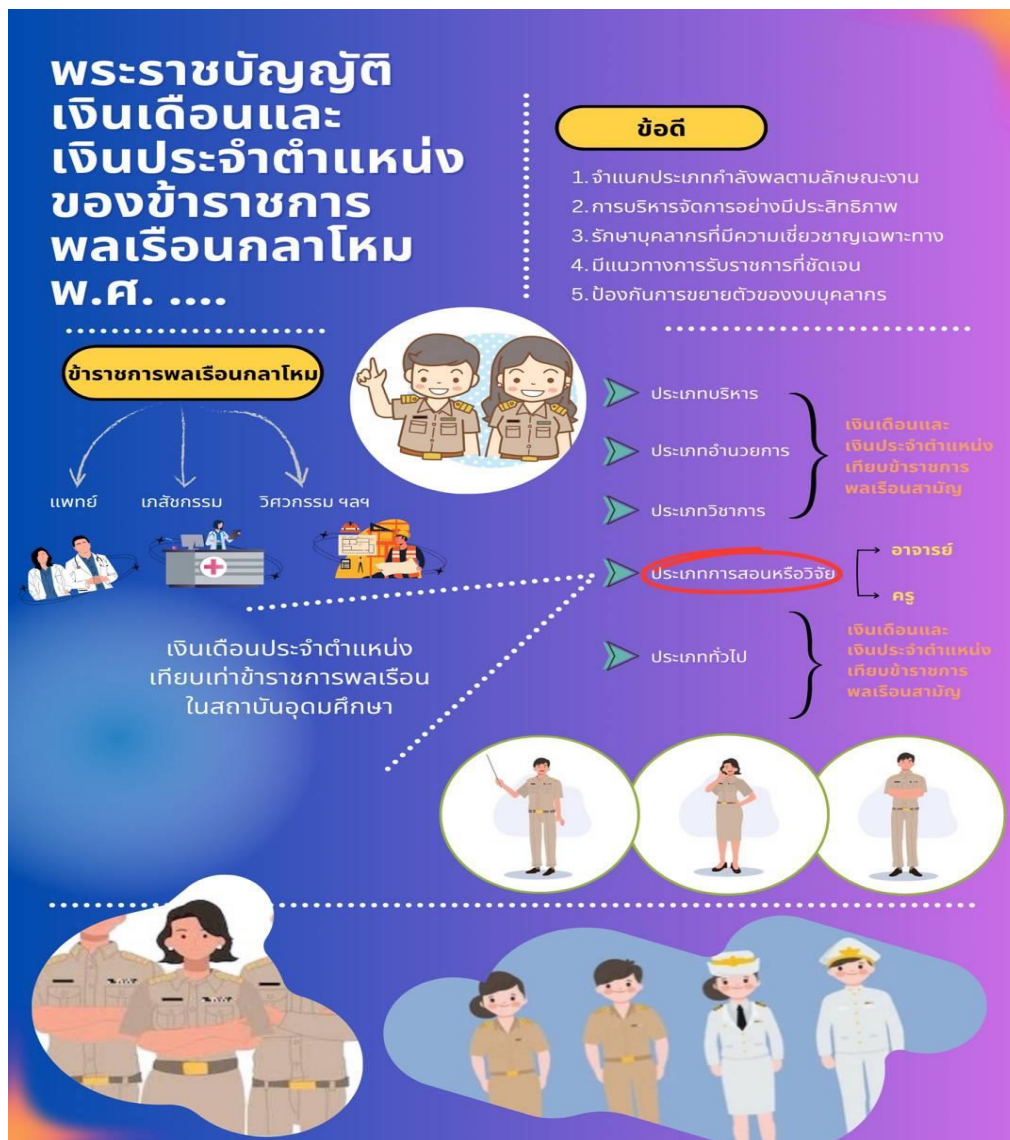 พระราชบัญญัติ
เงินเดือนและ
เงินประจำตำแหน่ง
ของข้าราชการ
พลเรือนกลาโหม
พ.ศ. ....
ข้อดี
1. จำแนกประเภทกำลังพลตามลักษณะงาน
2. การบริหารจัดการอย่างมีประสิทธิภาพ
3. รักษาบุคลากรที่มีความเชี่ยวชาญเฉพาะทาง
4. มีแนวทางการรับราชการที่ชัดเจน
5. ป้องกันการขยายตัวของงบบุคลากร
ข้าราชการพลเรือนกลาโหม
แพทย์
เภสัชกรรม
วิศวกรรม ฯลฯ
ประเภทบริหาร
ประเภทอำนวยการ
ประเภทวิชาการ
เงินเดือนและ
เงินประจำตำแหน่ง
เทียบข้าราชการ
พลเรือนสามัญ
ประเภทการสอนหรือวิจัย
อาจารย์
ครู
เงินเดือนประจำตำแหน่ง
เทียบเท่าข้าราชการพลเรือน
ในสถาบันอุดมศึกษา
ประเภททั่วไป
เงินเดือนและ
เงินประจำตำแหน่ง
เทียบข้าราชการ
พลเรือนสามัญ